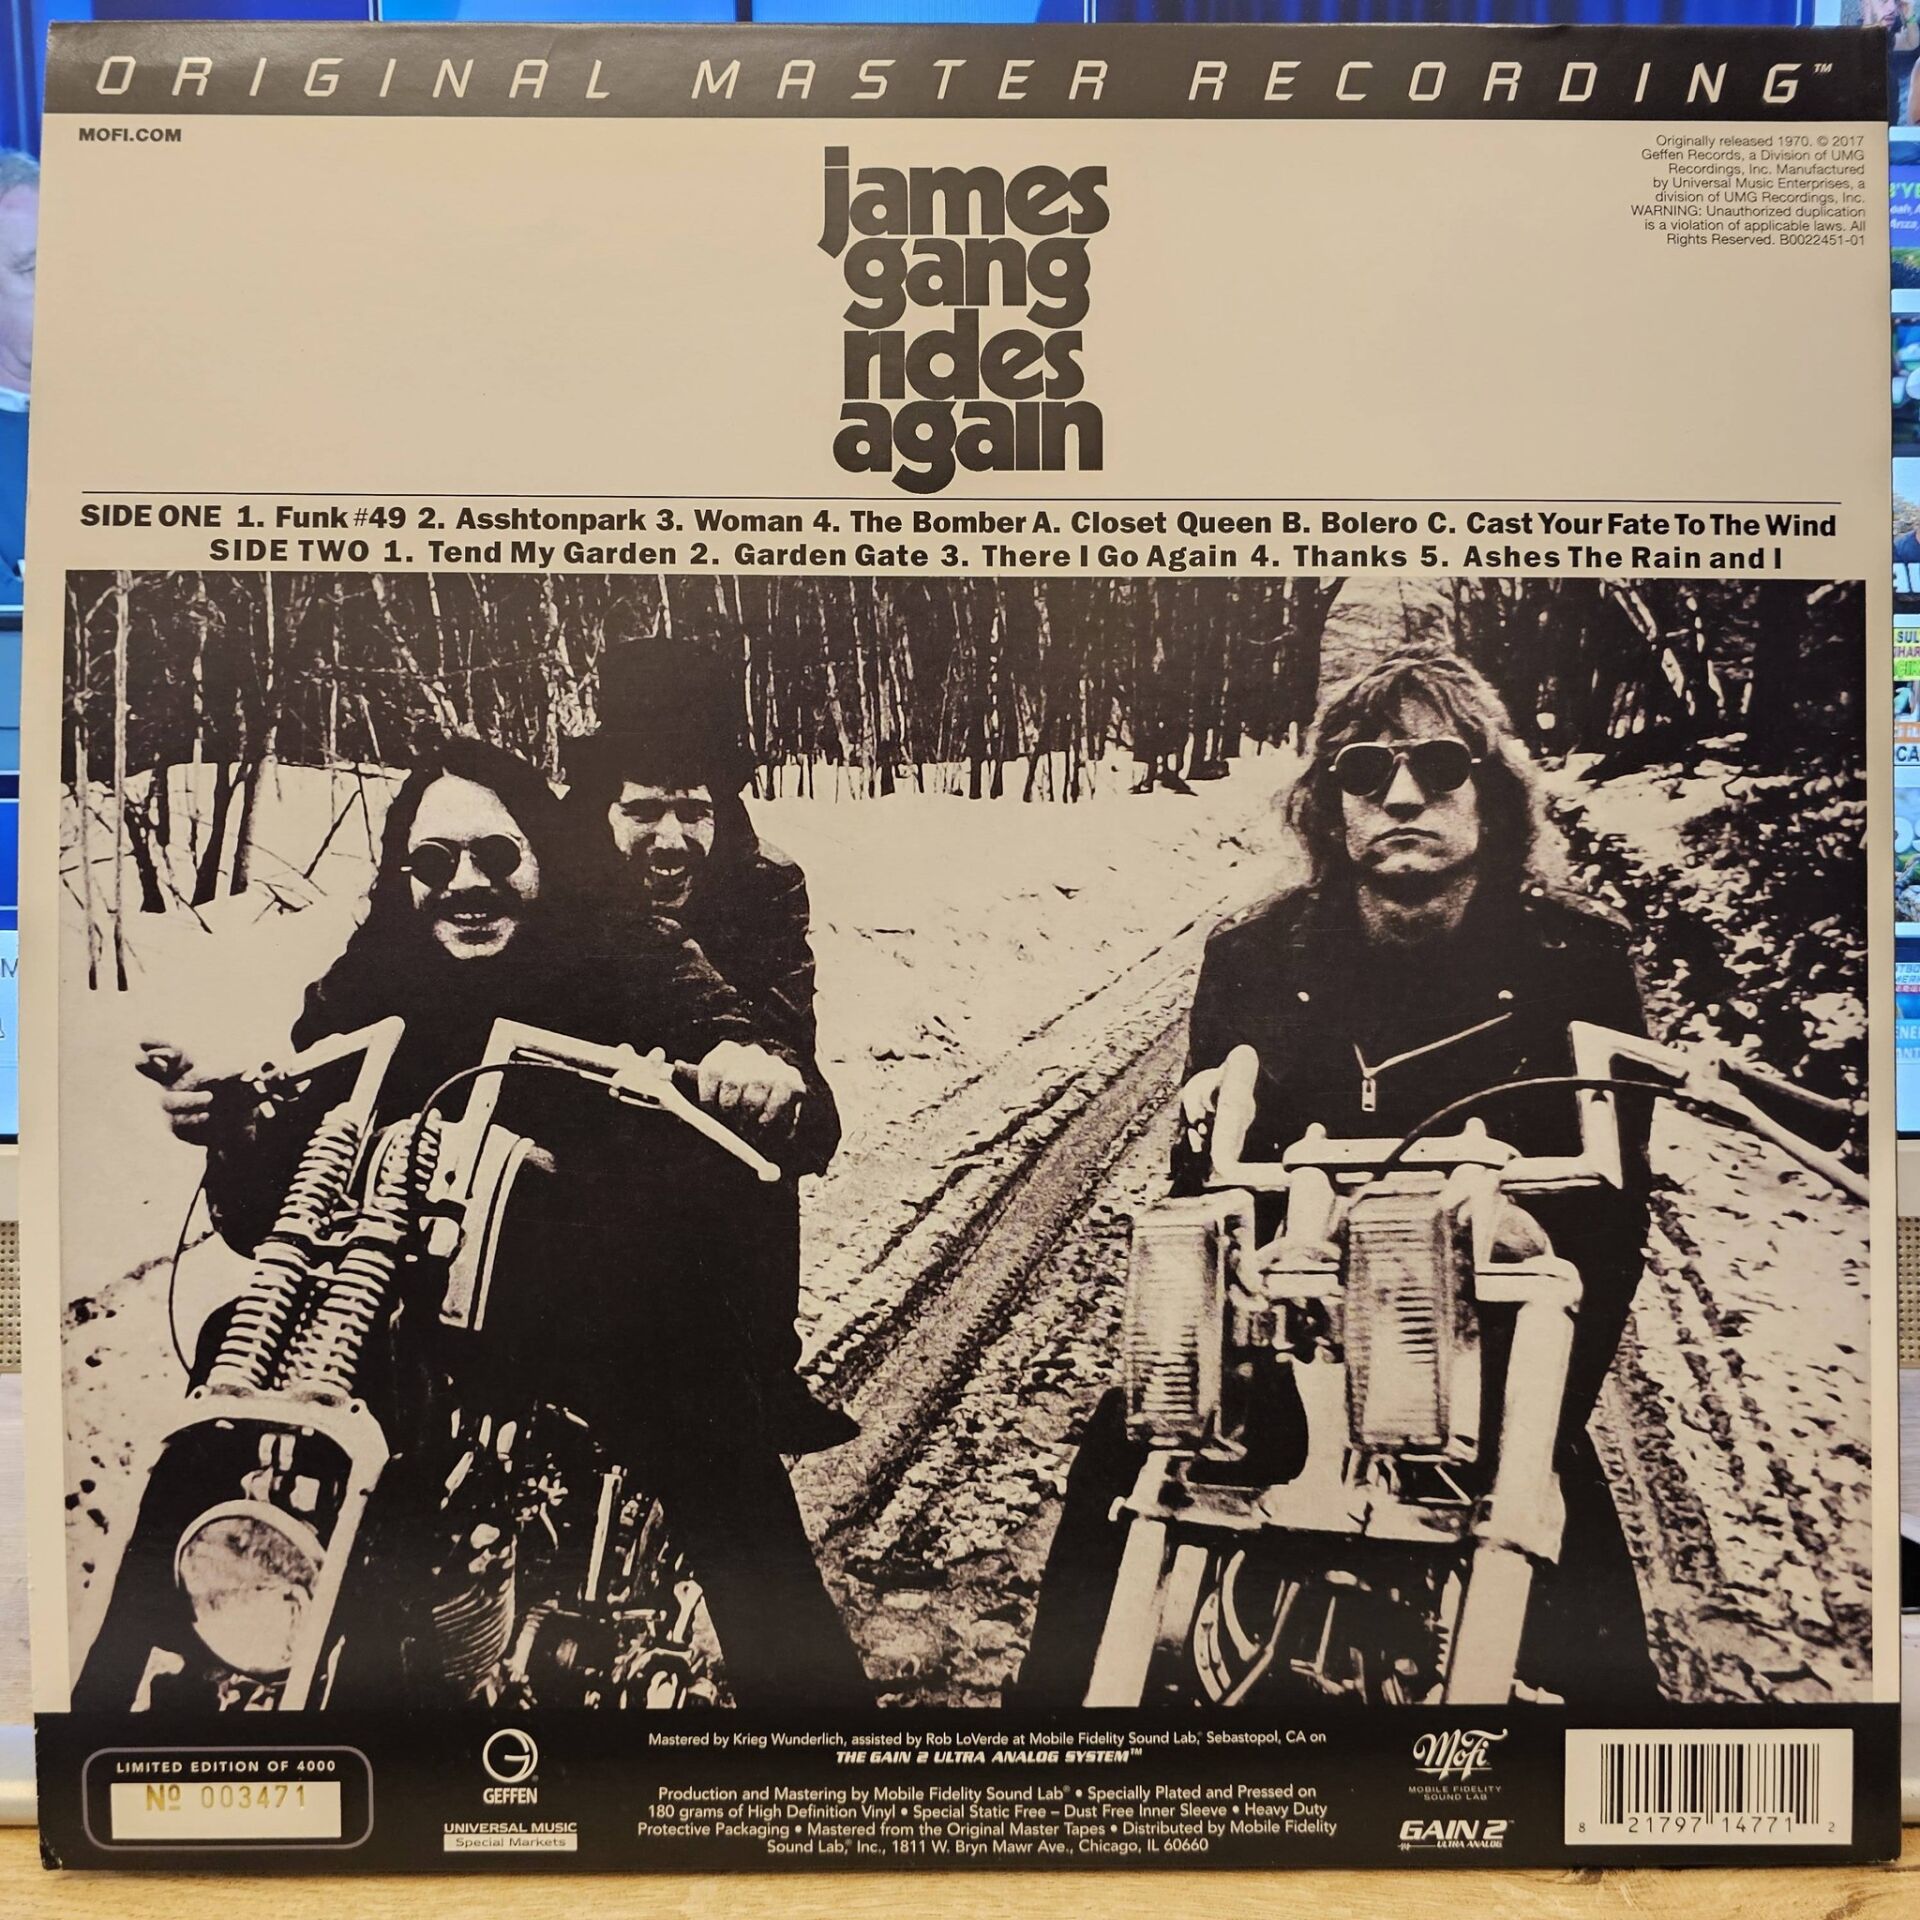 ORIGINAL MASTER RECORDING™
MOFI.COM
Originally released 1970. © 2017
Geffen Records, a Division of UMG
Recordings, Inc. Manufactured
by Universal Music Enterprises, a
division of UMG Recordings, Inc.
WARNING: Unauthorized duplication
is a violation of applicable laws. All
Rights Reserved. B0022451-01
james
gang
rides
again
SIDE ONE 1. Funk #49 2. Asshtonpark 3. Woman 4. The Bomber A. Closet Queen B. Bolero C. Cast Your Fate To The Wind
SIDE TWO 1. Tend My Garden 2. Garden Gate 3. There I Go Again 4. Thanks 5. Ashes The Rain and I
LIMITED EDITION OF 4000
Nº 003471
G
GEFFEN
UNIVERSAL MUSIC
Special Markets
Mastered by Krieg Wunderlich, assisted by Rob LoVerde at Mobile Fidelity Sound Lab,® Sebastopol, CA on
THE GAIN 2 ULTRA ANALOG SYSTEM™
Production and Mastering by Mobile Fidelity Sound Lab® • Specially Plated and Pressed on
180 grams of High Definition Vinyl • Special Static Free – Dust Free Inner Sleeve • Heavy Duty
Protective Packaging • Mastered from the Original Master Tapes • Distributed by Mobile Fidelity
Sound Lab,® Inc., 1811 W. Bryn Mawr Ave., Chicago, IL 60660
MoFi
MOBILE FIDELITY
SOUND LAB
GAIN 2™
ULTRA ANALOG
8 21797 14771 2